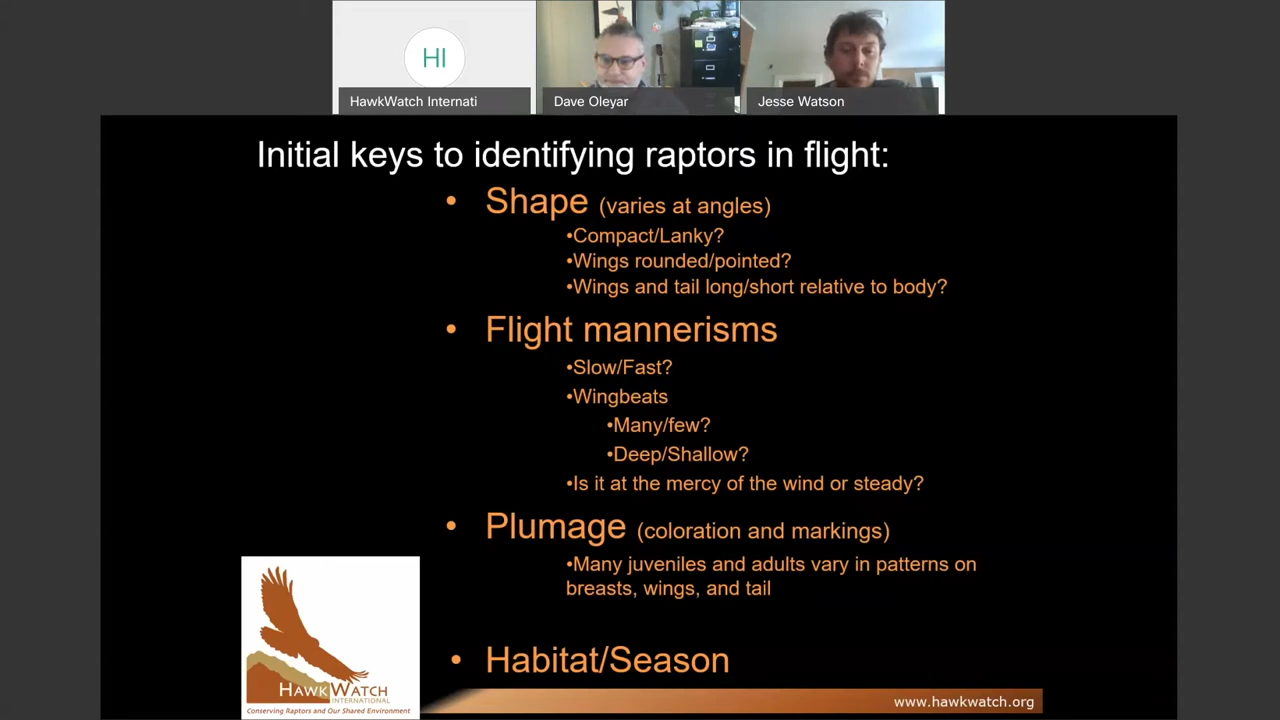 HI
HawkWatch Internati
Dave Oleyar
Jesse Watson
Initial keys to identifying raptors in flight:
• Shape (varies at angles)
•Compact/Lanky?
•Wings rounded/pointed?
•Wings and tail long/short relative to body?
• Flight mannerisms
•Slow/Fast?
•Wingbeats
•Many/few?
•Deep/Shallow?
•Is it at the mercy of the wind or steady?
• Plumage (coloration and markings)
•Many juveniles and adults vary in patterns on
breasts, wings, and tail
• Habitat/Season
HAWKWATCH
INTERNATIONAL
Conserving Raptors and Our Shared Environment
www.hawkwatch.org